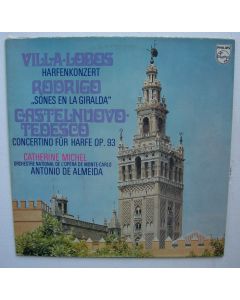 VILLA-LOBOS
HARFENKONZERT
RODRIGO
„SONES EN LA GIRALDA"
CASTELNUOVO-
TEDESCO
CONCERTINO FÜR HARFE OP. 93
CATHERINE MICHEL
ORCHESTRE NATIONAL DE L'OPÉRA DE MONTE-CARLO
ANTONIO DE ALMEIDA